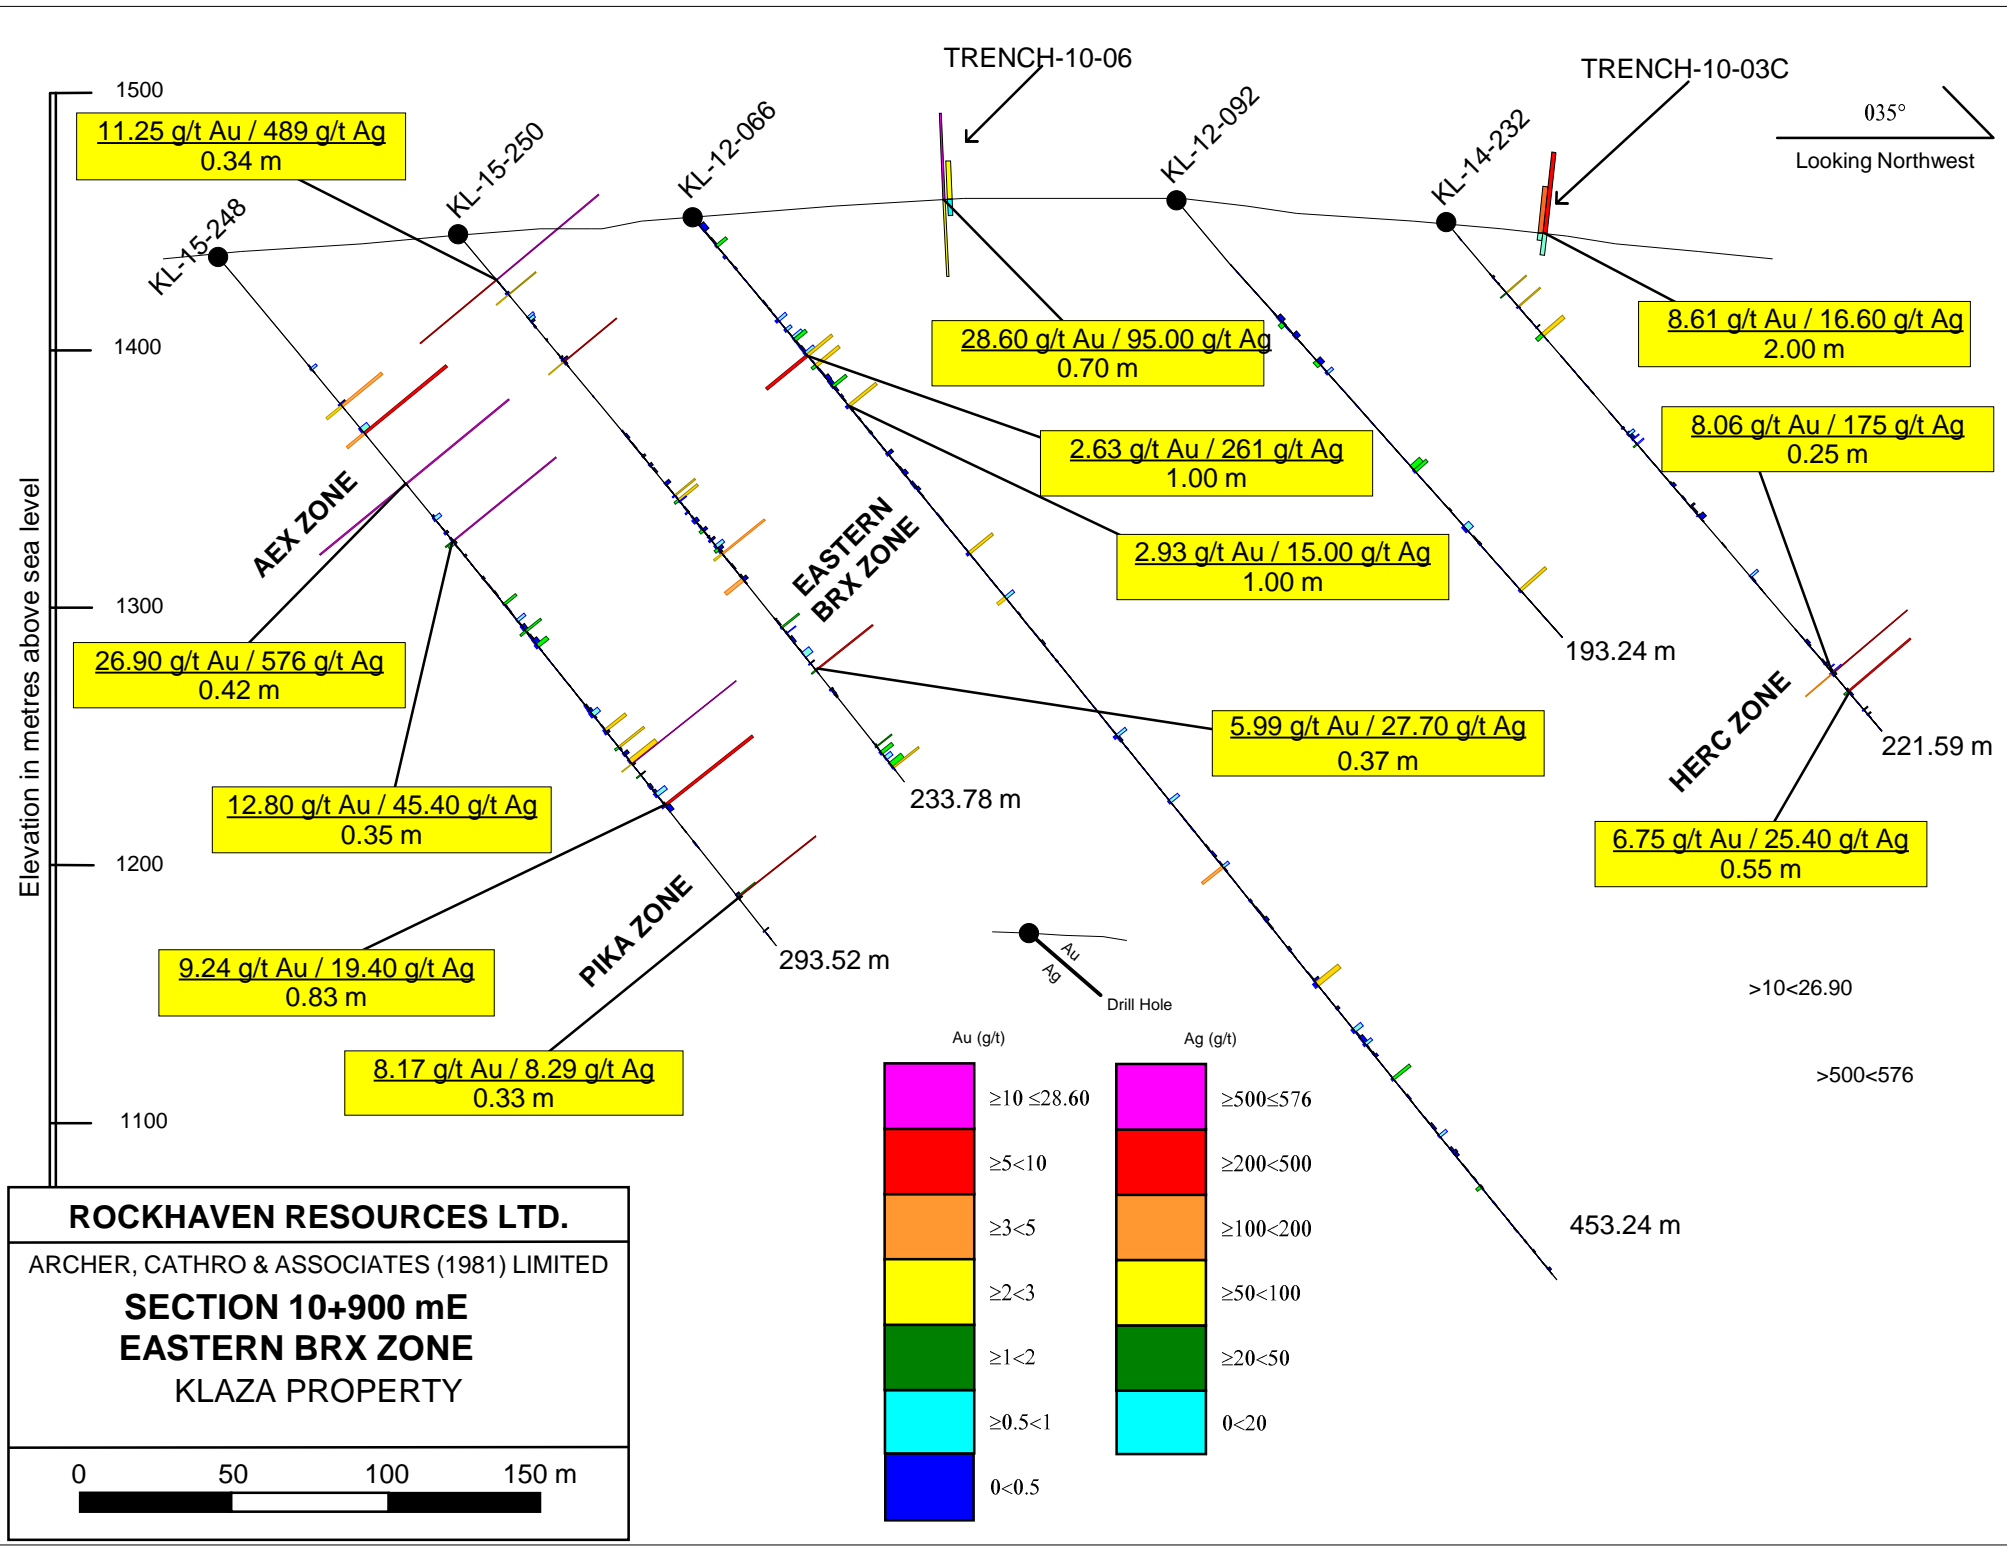 TRENCH-10-06
TRENCH-10-03C
1500
11.25 g/t Au / 489 g/t Ag
0.34 m
KL-15-248
KL-15-250
KL-12-066
KL-12-092
KL-14-232
035°
Looking Northwest
28.60 g/t Au / 95.00 g/t Ag
0.70 m
8.61 g/t Au / 16.60 g/t Ag
2.00 m
1400
2.63 g/t Au / 261 g/t Ag
1.00 m
8.06 g/t Au / 175 g/t Ag
0.25 m
2.93 g/t Au / 15.00 g/t Ag
1.00 m
AEX ZONE
EASTERN
BRX ZONE
Elevation in metres above sea level
1300
26.90 g/t Au / 576 g/t Ag
0.42 m
193.24 m
5.99 g/t Au / 27.70 g/t Ag
0.37 m
HERC ZONE
221.59 m
12.80 g/t Au / 45.40 g/t Ag
0.35 m
233.78 m
6.75 g/t Au / 25.40 g/t Ag
0.55 m
1200
PIKA ZONE
293.52 m
9.24 g/t Au / 19.40 g/t Ag
0.83 m
Au
Ag
Drill Hole
>10<26.90
>500<576
8.17 g/t Au / 8.29 g/t Ag
0.33 m
1100
453.24 m
Au (g/t)
≥10 ≤28.60
≥5<10
≥3<5
≥2<3
≥1<2
≥0.5<1
0<0.5
Ag (g/t)
≥500≤576
≥200<500
≥100<200
≥50<100
≥20<50
0<20
ROCKHAVEN RESOURCES LTD.
ARCHER, CATHRO & ASSOCIATES (1981) LIMITED
SECTION 10+900 mE
EASTERN BRX ZONE
KLAZA PROPERTY
0 50 100 150 m